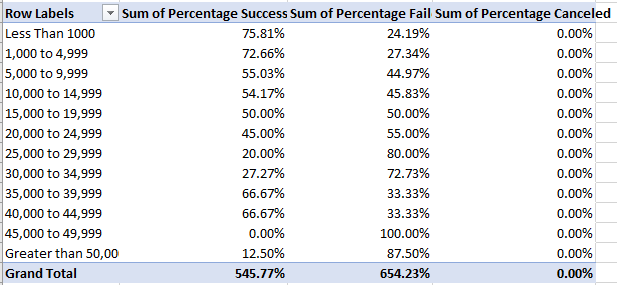 Row Labels Sum of Percentage Success Sum of Percentage Fail Sum of Percentage Canceled
Less Than 1000 75.81% 24.19% 0.00%
1,000 to 4,999 72.66% 27.34% 0.00%
5,000 to 9,999 55.03% 44.97% 0.00%
10,000 to 14,999 54.17% 45.83% 0.00%
15,000 to 19,999 50.00% 50.00% 0.00%
20,000 to 24,999 45.00% 55.00% 0.00%
25,000 to 29,999 20.00% 80.00% 0.00%
30,000 to 34,999 27.27% 72.73% 0.00%
35,000 to 39,999 66.67% 33.33% 0.00%
40,000 to 44,999 66.67% 33.33% 0.00%
45,000 to 49,999 0.00% 100.00% 0.00%
Greater than 50,00 12.50% 87.50% 0.00%
Grand Total 545.77% 654.23% 0.00%